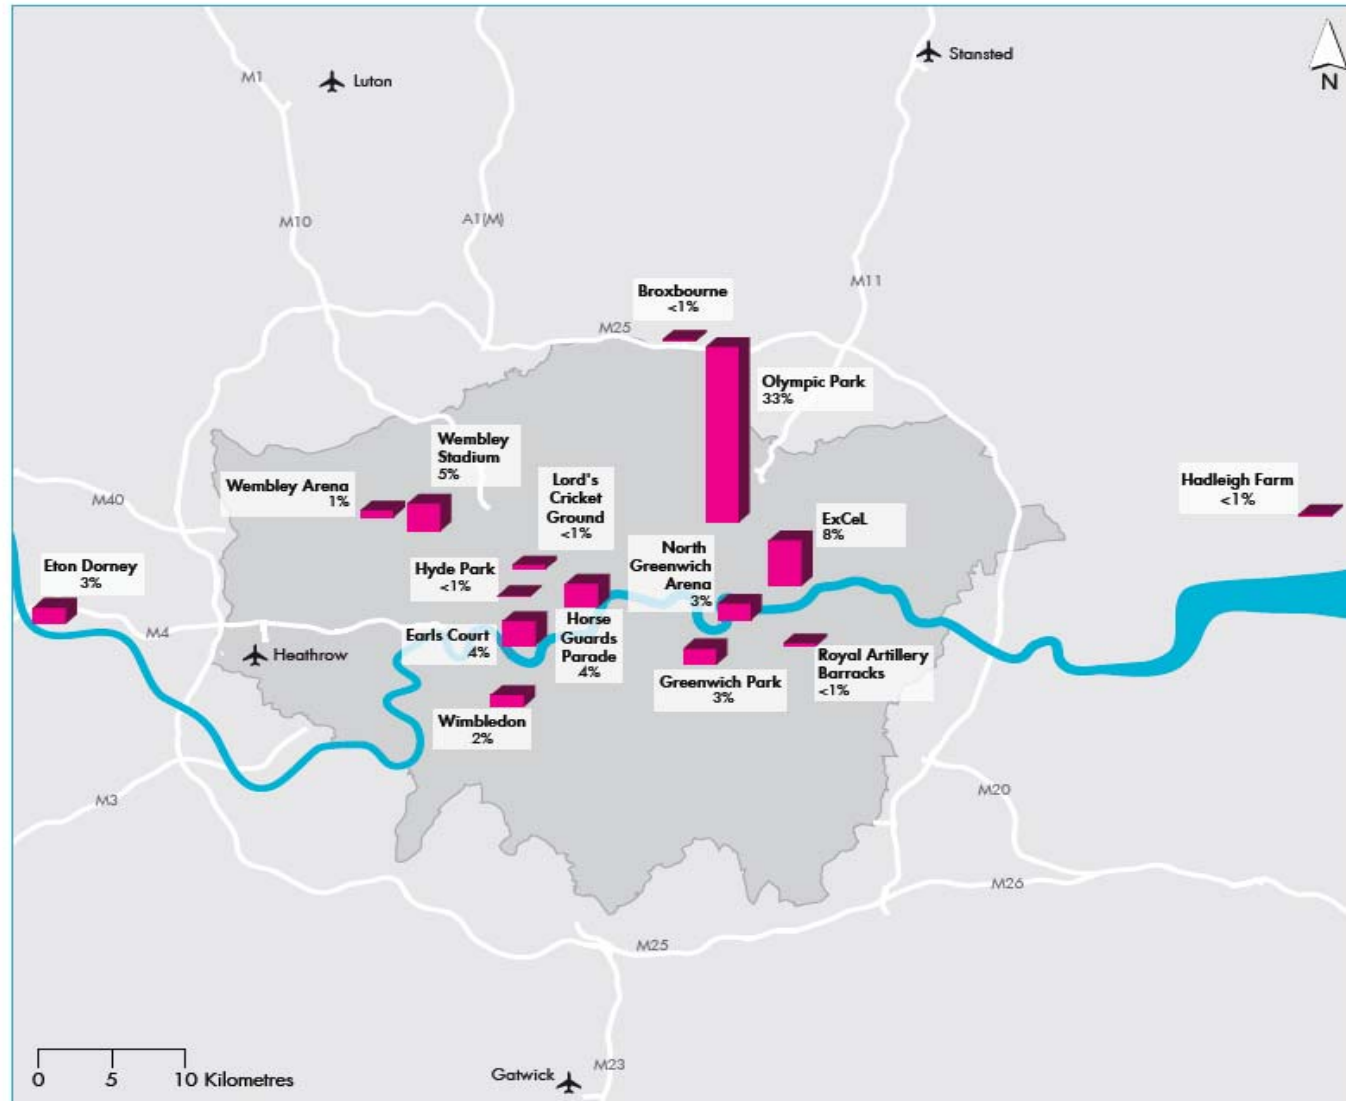 Stansted
N
M1
Luton
M10
A1(M)
M11
Broxbourne
<1%
M25
Olympic Park
33%
Wembley
Stadium
5%
Wembley Arena
1%
Lord's
Cricket
Ground
<1%
Hadleigh Farm
<1%
M40
ExCeL
8%
North
Greenwich
Arena
3%
Eton Dorney
3%
Hyde Park
<1%
M4
Earls Court
4%
Horse
Guards
Parade
4%
Heathrow
Royal Artillery
Barracks
<1%
Greenwich Park
3%
Wimbledon
2%
M3
M20
M26
M25
0 5 10 Kilometres
Gatwick
M23